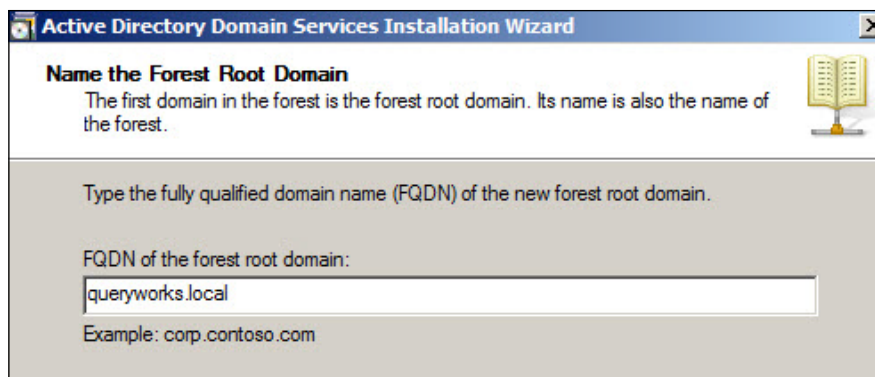 Active Directory Domain Services Installation Wizard
Name the Forest Root Domain
The first domain in the forest is the forest root domain. Its name is also the name of
the forest.
Type the fully qualified domain name (FQDN) of the new forest root domain.
FQDN of the forest root domain:
queryworks.local
Example: corp.contoso.com